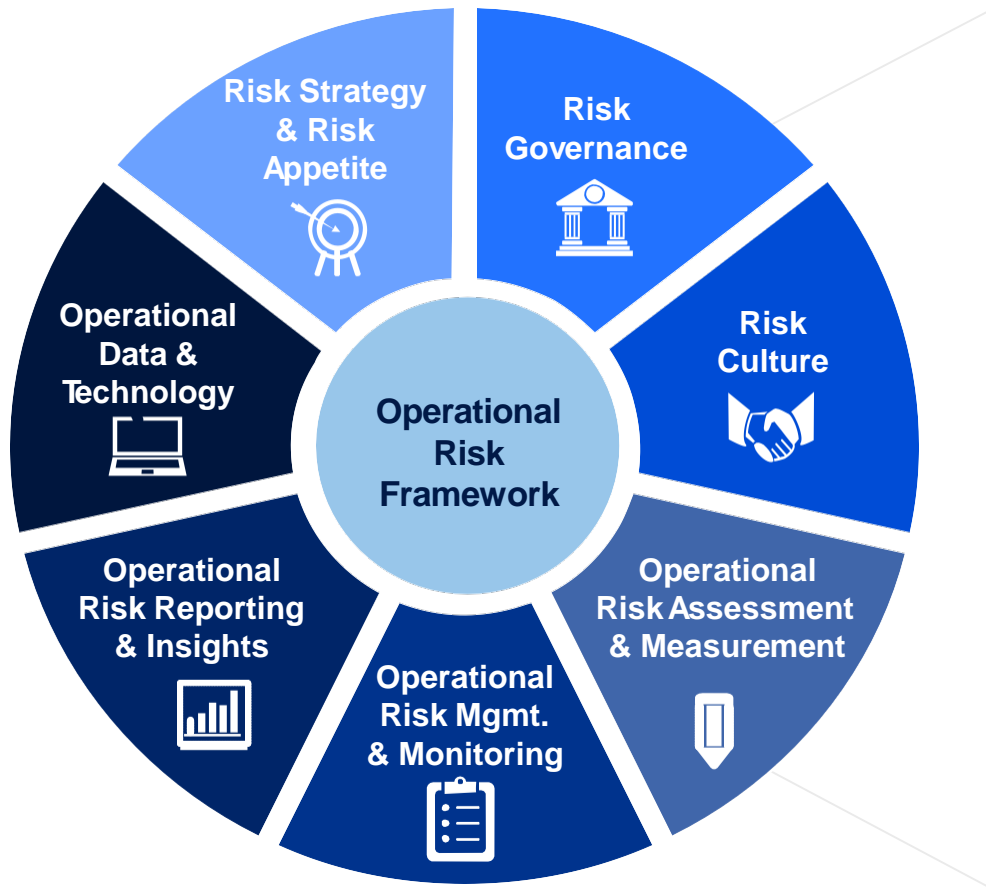 Risk Strategy
& Risk
Appetite
Risk
Governance
Risk
Culture
Operational
Risk Assessment
& Measurement
Operational
Risk Mgmt.
& Monitoring
Operational
Risk Reporting
& Insights
Operational
Data &
Technology
Operational
Risk
Framework